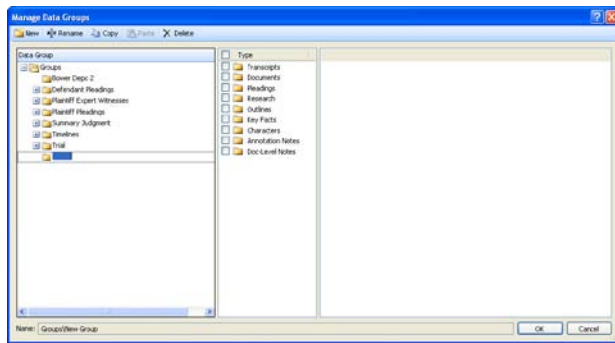 Manage Data Groups
New Rename Copy Paste Delete
Data Group
Groups
Bower Depo 2
Defendant Pleadings
Plaintiff Expert Witnesses
Plaintiff Pleadings
Summary Judgment
Timelines
Trial
Type
Transcripts
Documents
Pleadings
Research
Outlines
Key Facts
Characters
Annotation Notes
Doc-Level Notes
Name: Groups\New Group
OK Cancel